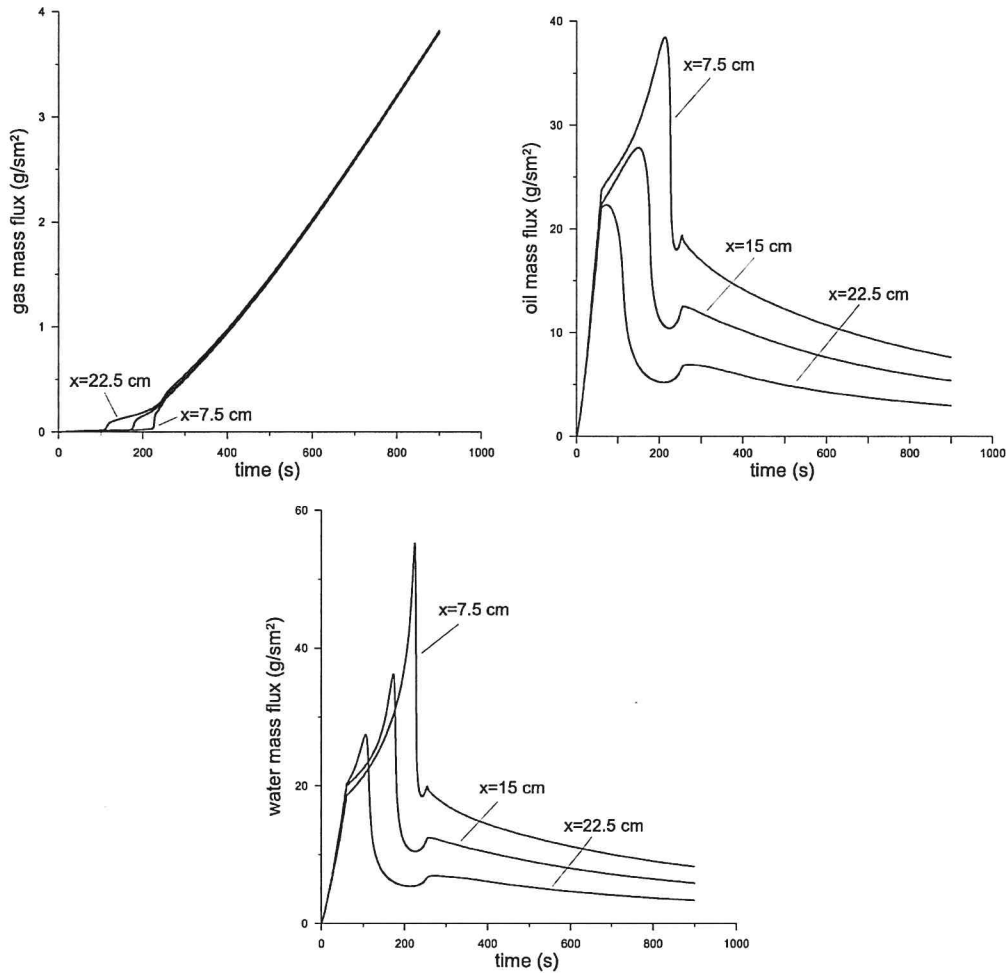 4
3
2
1
0
gas mass flux (g/sm²)
x=22.5 cm
x=7.5 cm
0
200
400
600
800
1000
time (s)
40
30
20
10
0
oil mass flux (g/sm²)
x=7.5 cm
x=15 cm
x=22.5 cm
0
200
400
600
800
1000
time (s)
60
40
20
0
water mass flux (g/sm²)
x=7.5 cm
x=15 cm
x=22.5 cm
0
200
400
600
800
1000
time (s)